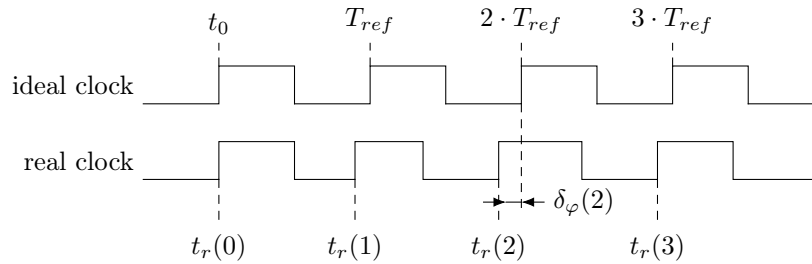 t₀ T_ref 2 · T_ref 3 · T_ref
ideal clock
real clock
δ_φ(2)
t_r(0) t_r(1) t_r(2) t_r(3)